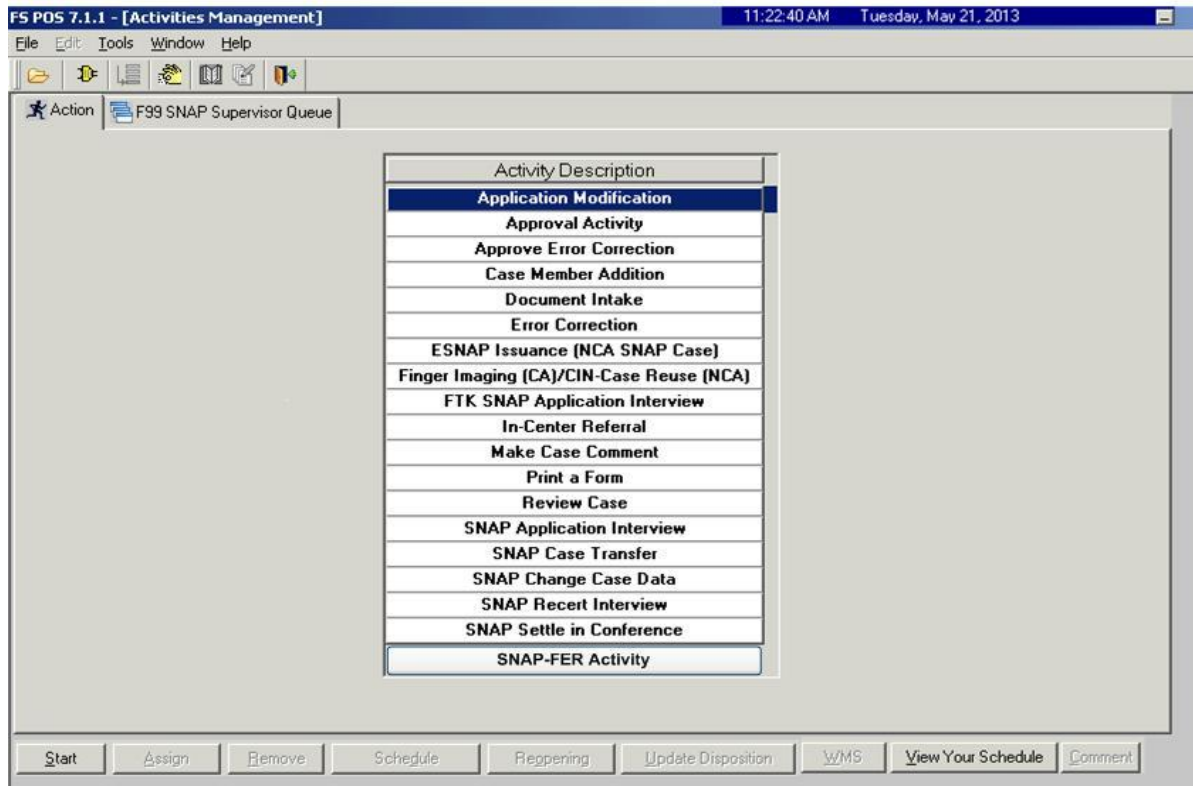 FS POS 7.1.1 - [Activities Management] 11:22:40 AM Tuesday, May 21, 2013
File Edit Tools Window Help
Action F99 SNAP Supervisor Queue
Activity Description
Application Modification
Approval Activity
Approve Error Correction
Case Member Addition
Document Intake
Error Correction
ESNAP Issuance (NCA SNAP Case)
Finger Imaging (CA)/CIN-Case Reuse (NCA)
FTK SNAP Application Interview
In-Center Referral
Make Case Comment
Print a Form
Review Case
SNAP Application Interview
SNAP Case Transfer
SNAP Change Case Data
SNAP Recert Interview
SNAP Settle in Conference
SNAP-FER Activity
Start Assign Remove Schedule Reopening Update Disposition WMS View Your Schedule Comment